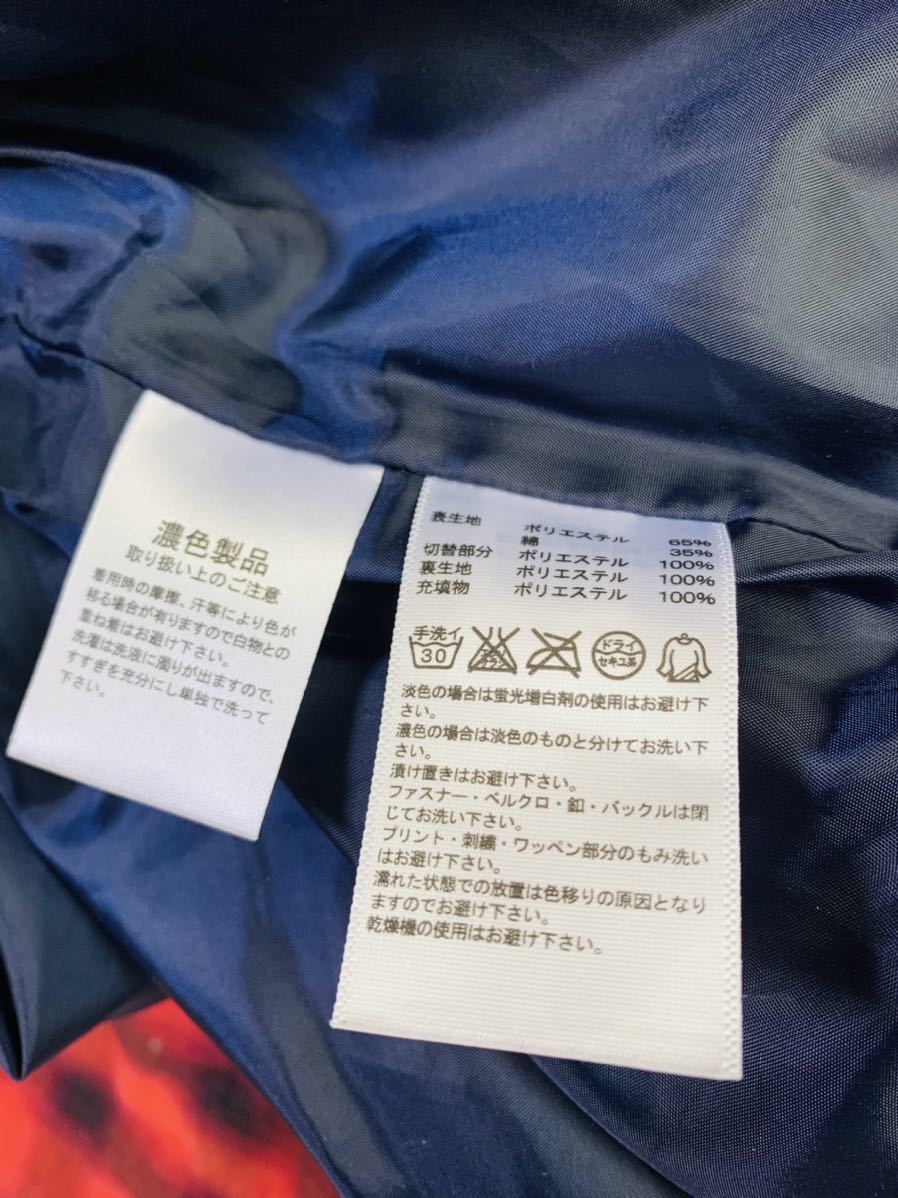 濃色製品
取り扱い上のご注意
着用時の摩擦、汗等により色が
移る場合が有りますので白物との
重ね着はお避け下さい。
洗濯は洗液に濁りが出ますので、
すすぎを充分にし単独で洗って
下さい。
表生地 ポリエステル 65%
綿 35%
切替部分 ポリエステル 100%
裏生地 ポリエステル 100%
充填物 ポリエステル 100%
手洗イ
30
ドライ
セキユ系
淡色の場合は蛍光増白剤の使用はお避け下
さい。
濃色の場合は淡色のものと分けてお洗い下
さい。
漬け置きはお避け下さい。
ファスナー・ベルクロ・釦・バックルは閉
じてお洗い下さい。
プリント・刺繍・ワッペン部分のもみ洗い
はお避け下さい。
濡れた状態での放置は色移りの原因となり
ますのでお避け下さい。
乾燥機の使用はお避け下さい。